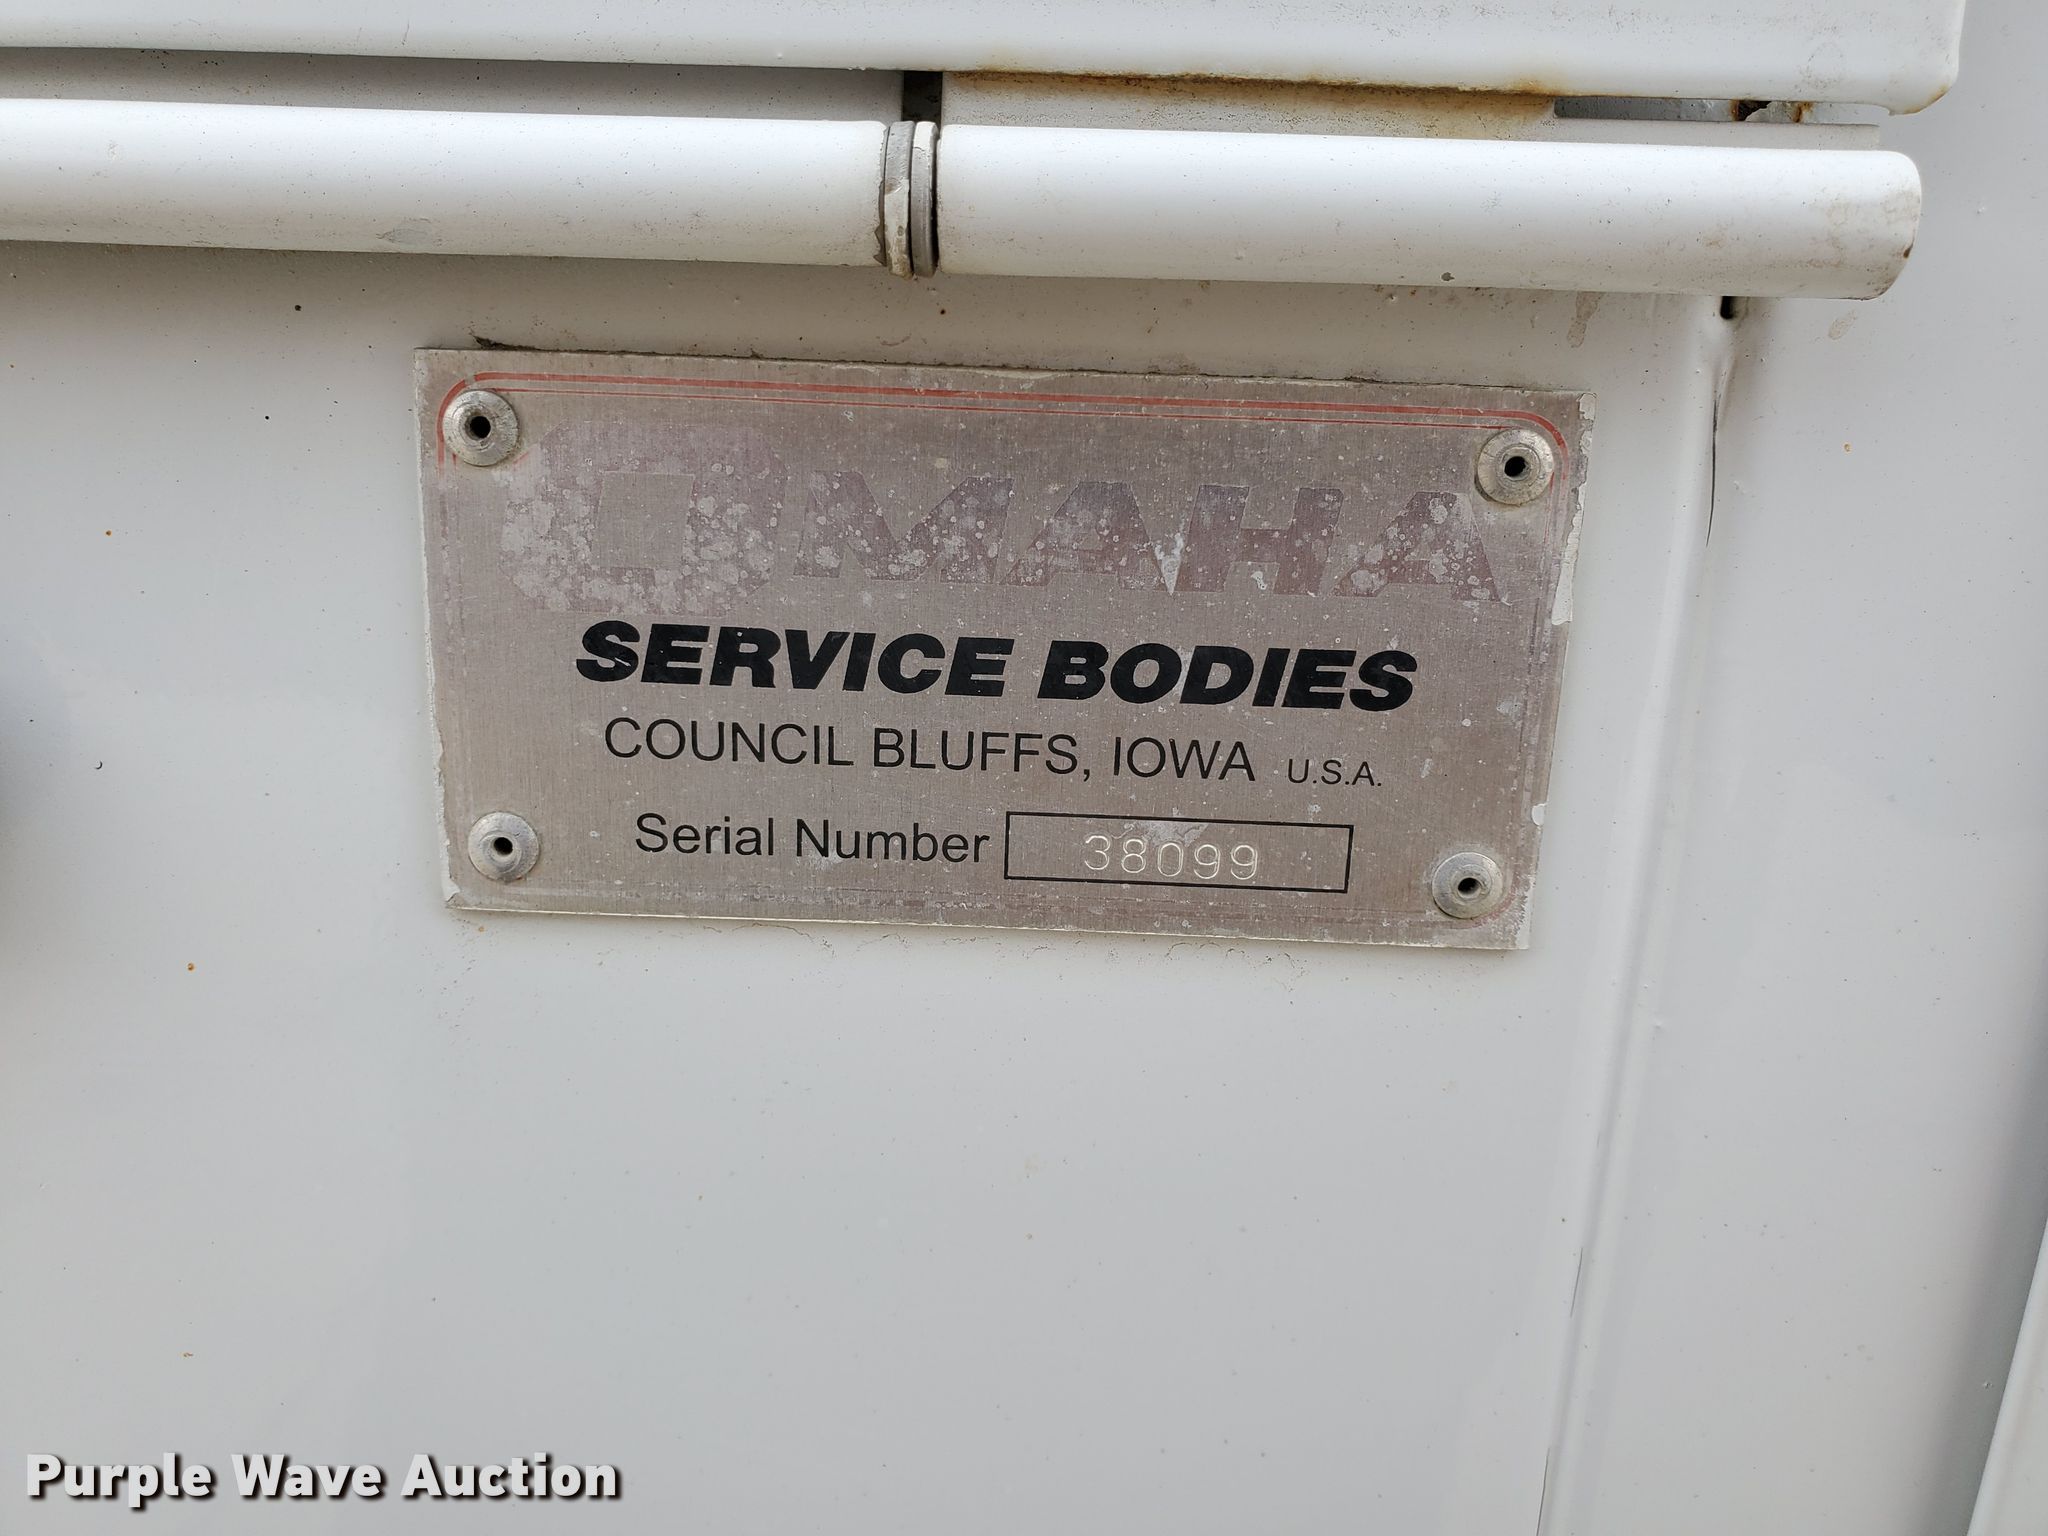 OMAHA
SERVICE BODIES
COUNCIL BLUFFS, IOWA U.S.A.
Serial Number 38099
Purple Wave Auction